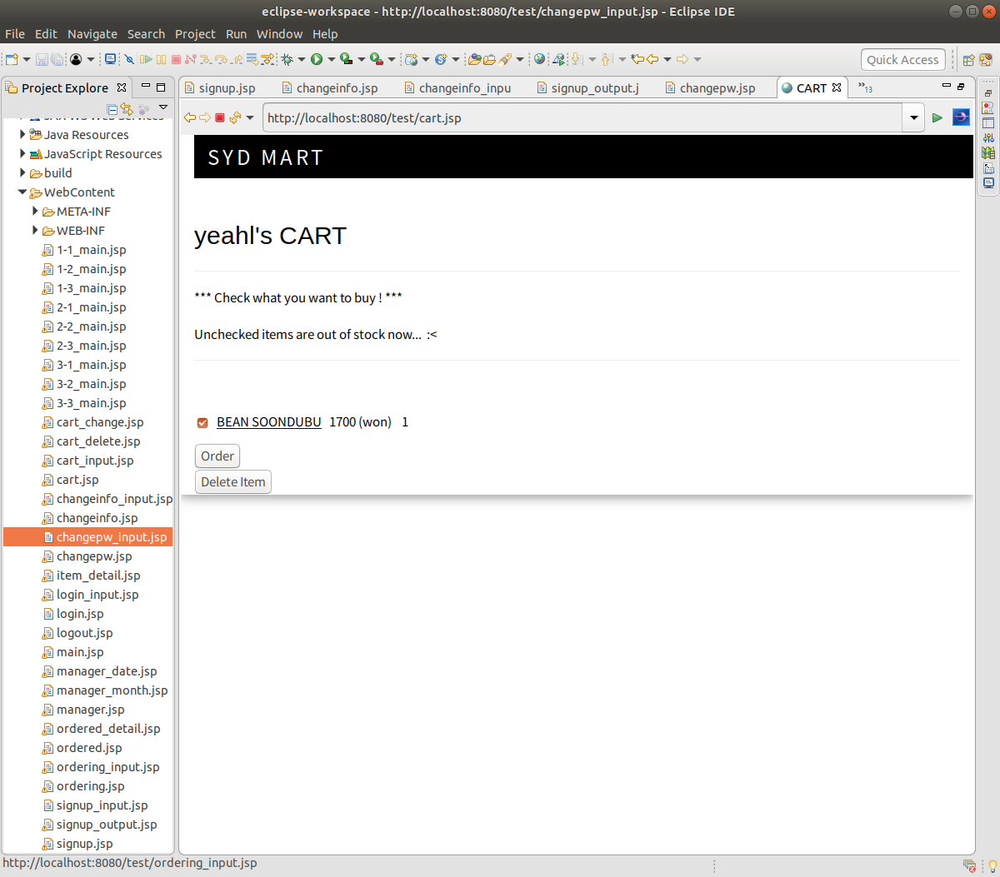 eclipse-workspace - http://localhost:8080/test/changepw_input.jsp - Eclipse IDE
File Edit Navigate Search Project Run Window Help
Quick Access
Project Explore
signup.jsp changeinfo.jsp changeinfo_inpu signup_output.j changepw.jsp CART »13
http://localhost:8080/test/cart.jsp
Java Resources
JavaScript Resources
build
WebContent
META-INF
WEB-INF
1-1_main.jsp
1-2_main.jsp
1-3_main.jsp
2-1_main.jsp
2-2_main.jsp
2-3_main.jsp
3-1_main.jsp
3-2_main.jsp
3-3_main.jsp
cart_change.jsp
cart_delete.jsp
cart_input.jsp
cart.jsp
changeinfo_input.jsp
changeinfo.jsp
changepw_input.jsp
changepw.jsp
item_detail.jsp
login_input.jsp
login.jsp
logout.jsp
main.jsp
manager_date.jsp
manager_month.jsp
manager.jsp
ordered_detail.jsp
ordered.jsp
ordering_input.jsp
ordering.jsp
signup_input.jsp
signup_output.jsp
signup.jsp
SYD MART
yeahl's CART
*** Check what you want to buy ! ***
Unchecked items are out of stock now... :<
BEAN SOONDUBU 1700 (won) 1
Order
Delete Item
http://localhost:8080/test/ordering_input.jsp